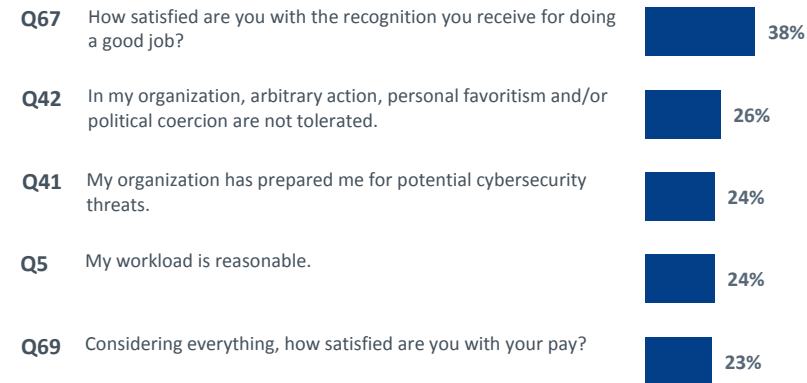 Q67 How satisfied are you with the recognition you receive for doing
a good job?
38%
Q42 In my organization, arbitrary action, personal favoritism and/or
political coercion are not tolerated.
26%
Q41 My organization has prepared me for potential cybersecurity
threats.
24%
Q5 My workload is reasonable.
24%
Q69 Considering everything, how satisfied are you with your pay?
23%